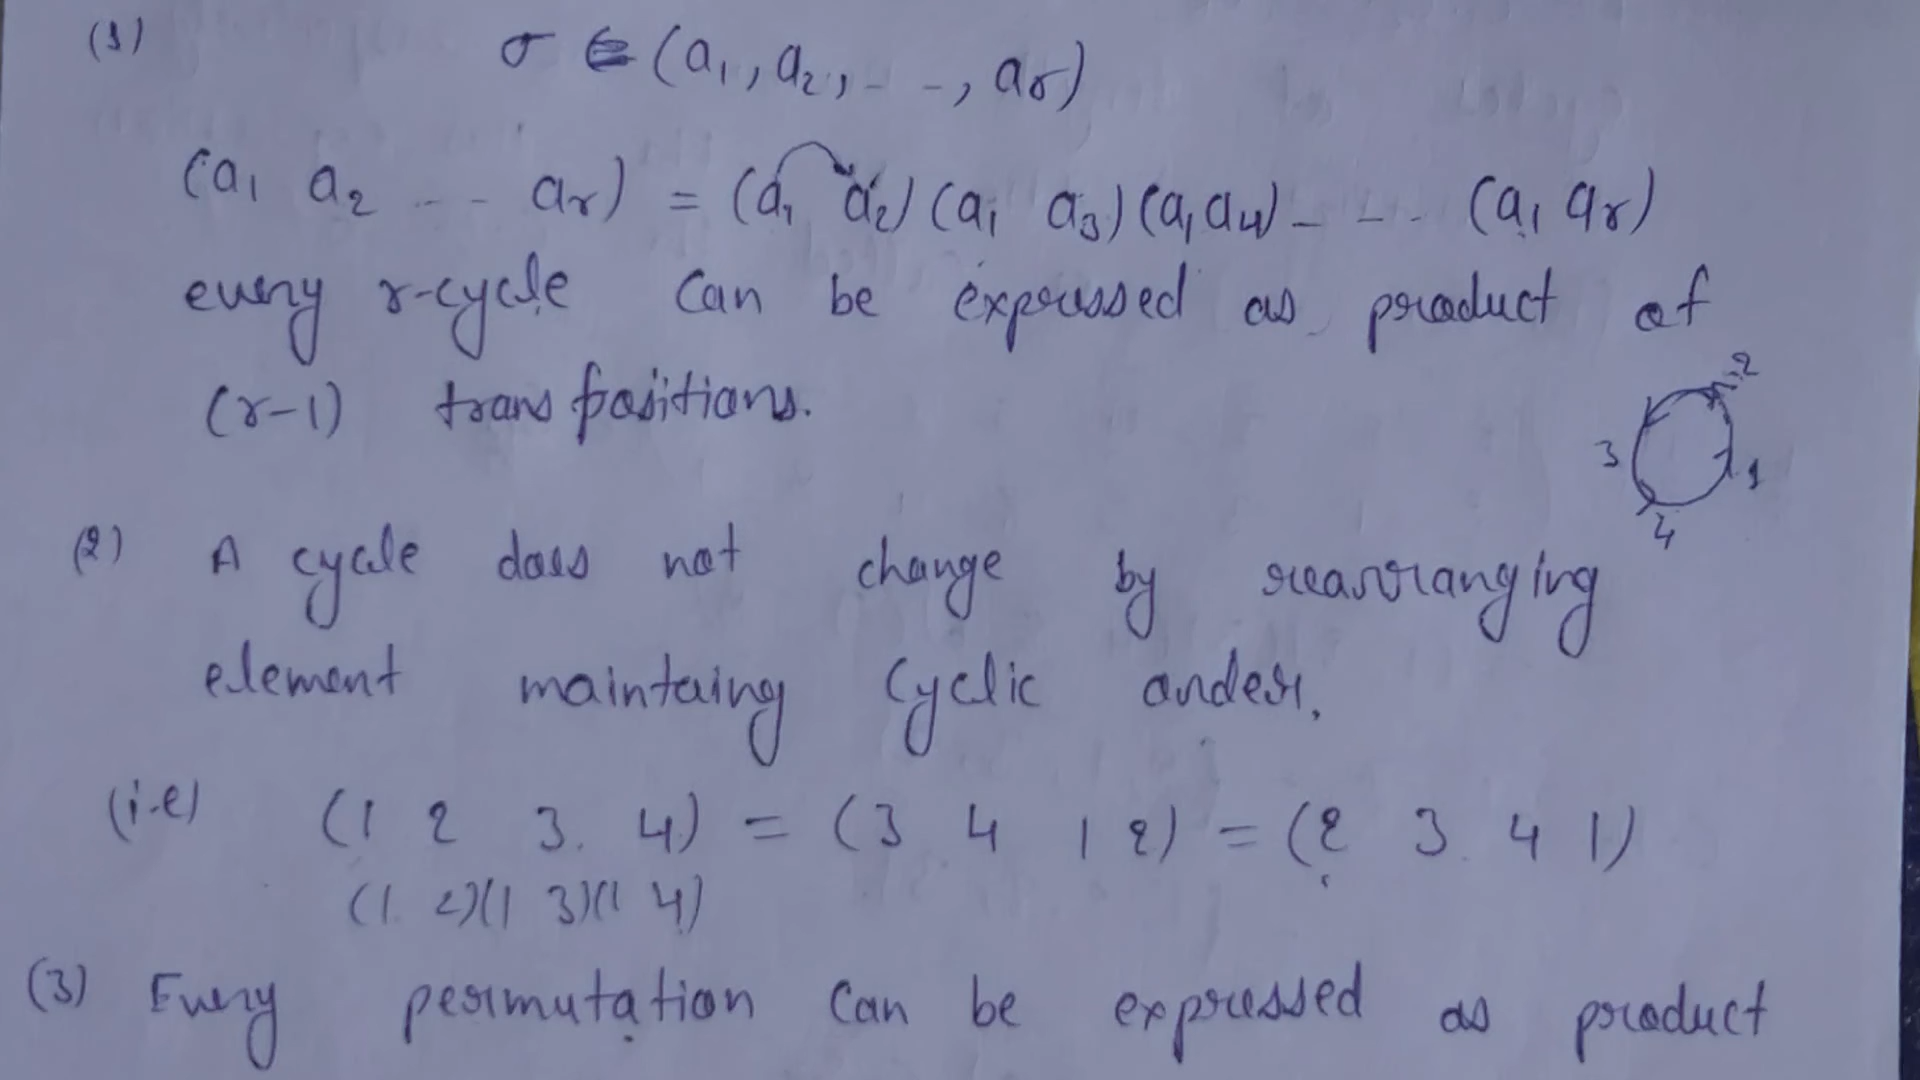 (1) σ ∈ (a₁, a₂, - - -, aᵣ)
(a₁ a₂ - - - aᵣ) = (a₁ a₂)(a₁ a₃)(a₁ a₄) - - - (a₁ aᵣ)
every r-cycle can be expressed as product of
(r-1) transpositions.
2
3 1
4
(2) A cycle does not change by rearranging
element maintaing cyclic order.
(i.e) (1 2 3. 4) = (3 4 1 2) = (2 3 4 1)
(1 2)(1 3)(1 4)
(3) Every permutation can be expressed as product